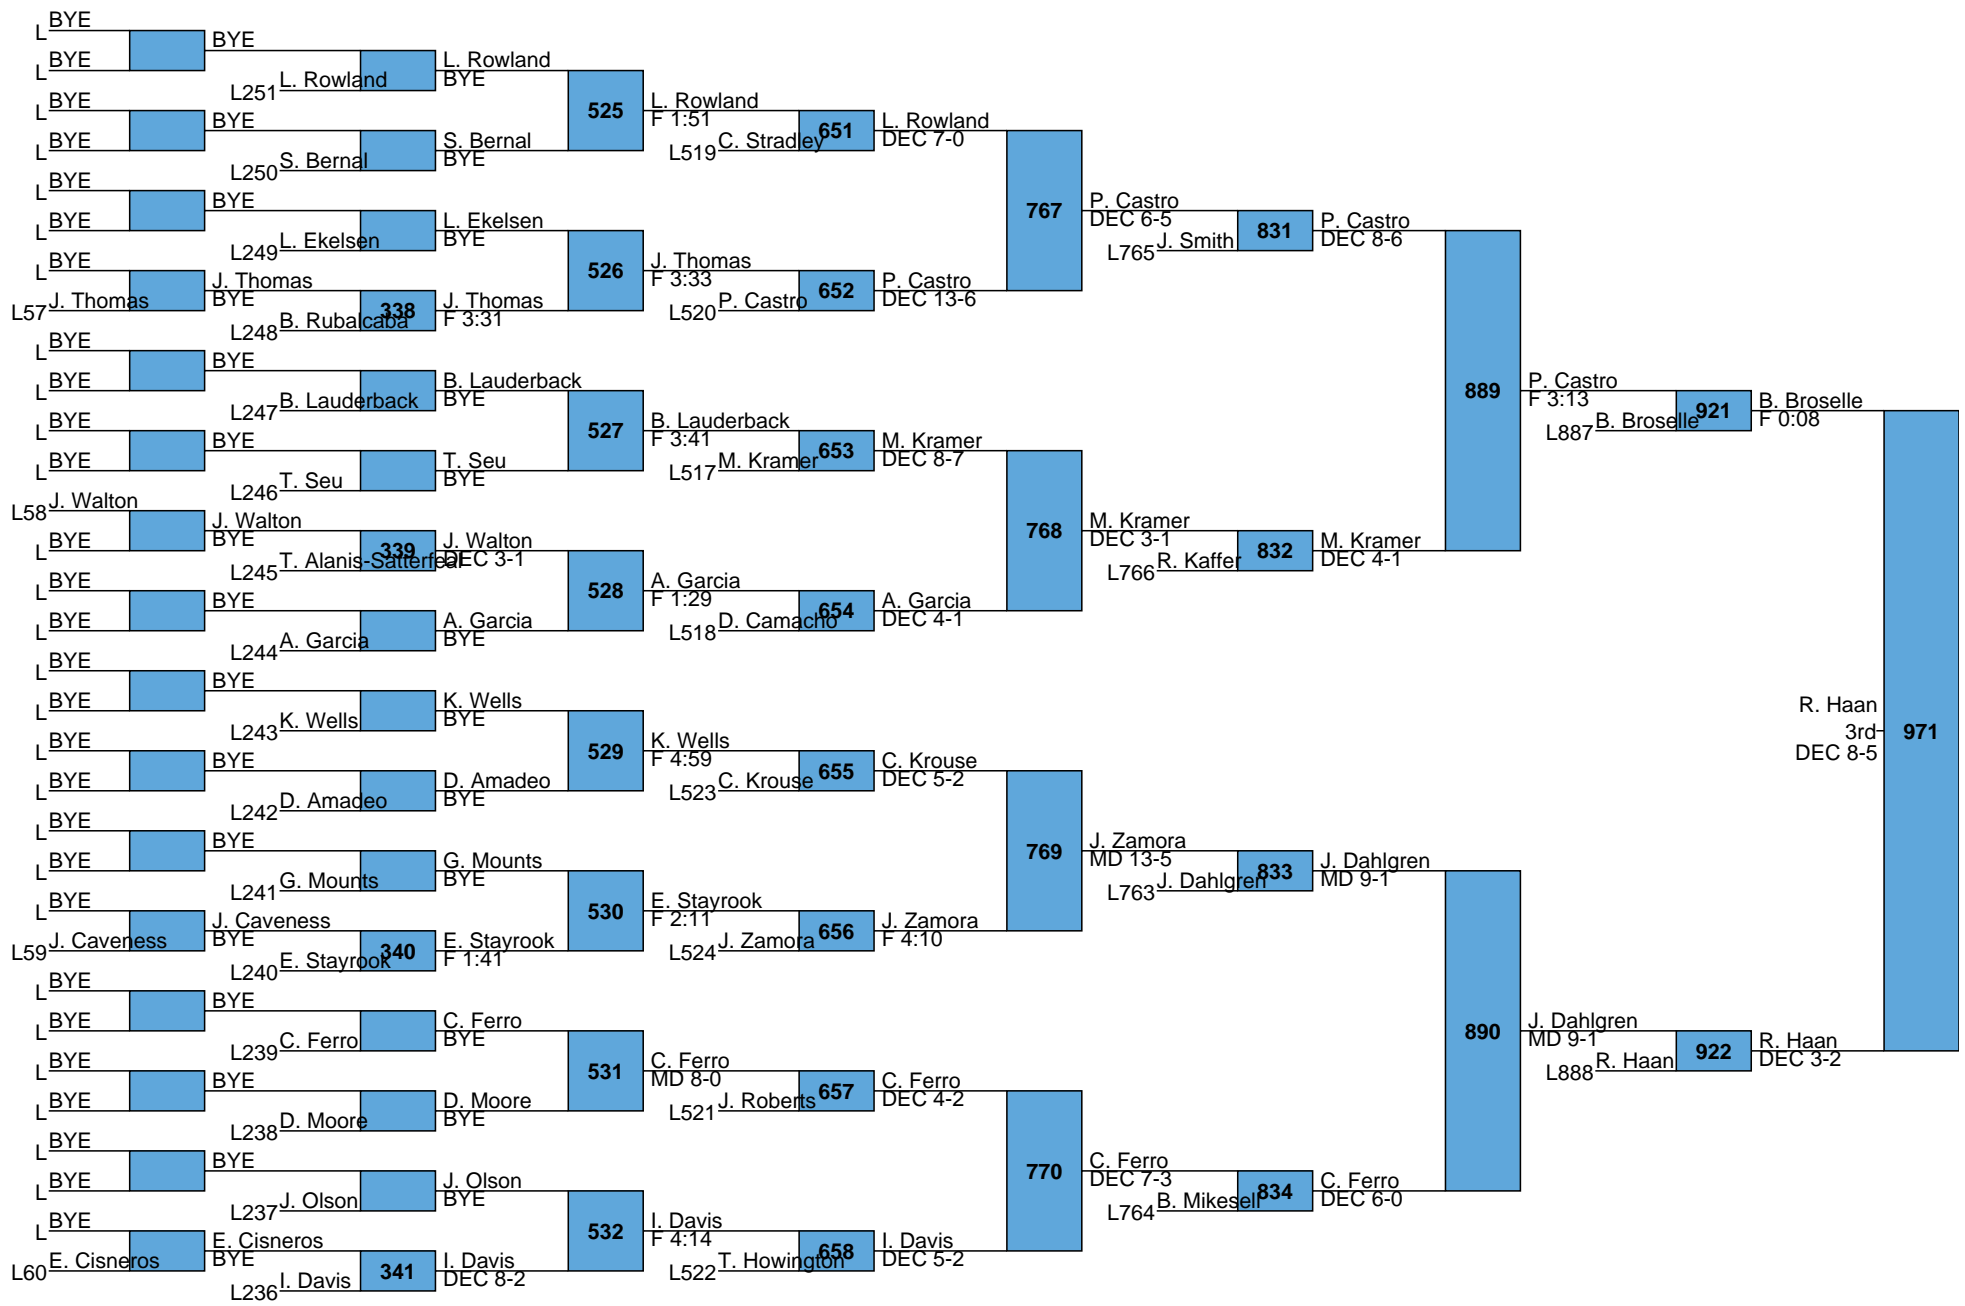 BYE
L
BYE
L
BYE
L251 L. Rowland
L. Rowland
BYE
BYE
L
BYE
L
BYE
L250 S. Bernal
S. Bernal
BYE
525
L. Rowland
F 1:51
L519 C. Stradley
651
L. Rowland
DEC 7-0
BYE
L
BYE
L
BYE
L249 L. Ekelsen
L. Ekelsen
BYE
BYE
L
L57 J. Thomas
J. Thomas
BYE
L248 B. Rubalcaba
338
J. Thomas
F 3:31
526
J. Thomas
F 3:33
L520 P. Castro
652
P. Castro
DEC 13-6
767
P. Castro
DEC 6-5
L765 J. Smith
831
P. Castro
DEC 8-6
BYE
L
BYE
L
BYE
L247 B. Lauderback
B. Lauderback
BYE
BYE
L
BYE
L
BYE
L246 T. Seu
T. Seu
BYE
527
B. Lauderback
F 3:41
L517 M. Kramer
653
M. Kramer
DEC 8-7
L58 J. Walton
BYE
L
J. Walton
BYE
L245 T. Alanis-Satterfeal
339
J. Walton
DEC 3-1
BYE
L
BYE
L
BYE
L244 A. Garcia
A. Garcia
BYE
528
A. Garcia
F 1:29
L518 D. Camacho
654
A. Garcia
DEC 4-1
768
M. Kramer
DEC 3-1
L766 R. Kaffer
832
M. Kramer
DEC 4-1
889
P. Castro
F 3:13
L887 B. Broselle
921
B. Broselle
F 0:08
BYE
L
BYE
L
BYE
L243 K. Wells
K. Wells
BYE
BYE
L
BYE
L
BYE
L242 D. Amadeo
D. Amadeo
BYE
529
K. Wells
F 4:59
L523 C. Krouse
655
C. Krouse
DEC 5-2
BYE
L
BYE
L
BYE
L241 G. Mounts
G. Mounts
BYE
BYE
L
L59 J. Caveness
J. Caveness
BYE
L240 E. Stayrook
340
E. Stayrook
F 1:41
530
E. Stayrook
F 2:11
L524 J. Zamora
656
J. Zamora
F 4:10
769
J. Zamora
MD 13-5
L763 J. Dahlgren
833
J. Dahlgren
MD 9-1
BYE
L
BYE
L
BYE
L239 C. Ferro
C. Ferro
BYE
BYE
L
BYE
L
BYE
L238 D. Moore
D. Moore
BYE
531
C. Ferro
MD 8-0
L521 J. Roberts
657
C. Ferro
DEC 4-2
BYE
L
BYE
L
BYE
L237 J. Olson
J. Olson
BYE
BYE
L
L60 E. Cisneros
E. Cisneros
BYE
L236 I. Davis
341
I. Davis
DEC 8-2
532
I. Davis
F 4:14
L522 T. Howington
658
I. Davis
DEC 5-2
770
C. Ferro
DEC 7-3
L764 B. Mikesell
834
C. Ferro
DEC 6-0
890
J. Dahlgren
MD 9-1
L888 R. Haan
922
R. Haan
DEC 3-2
R. Haan
3rd
DEC 8-5
971